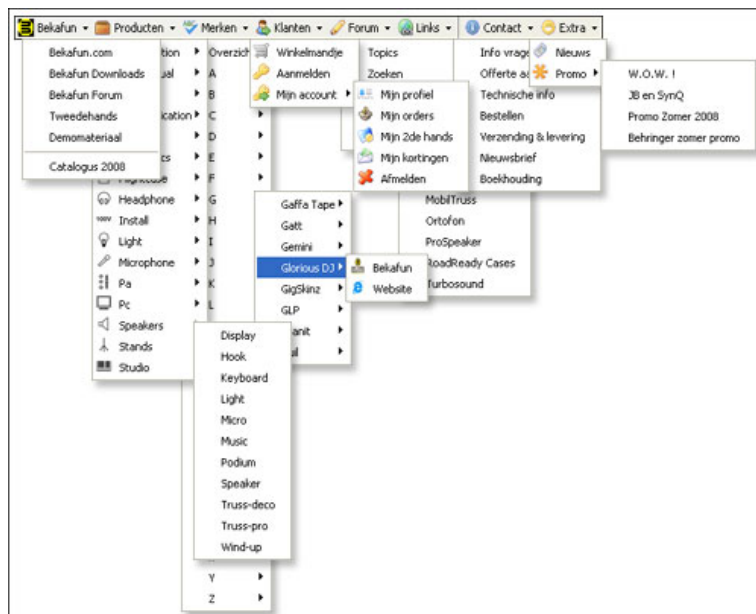 Bekafun
Producten
Merken
Klanten
Forum
Links
Contact
Extra
Bekafun.com
Bekafun Downloads
Bekafun Forum
Tweedehands
Demomateriaal
Catalogus 2008
Headphone
Install
Light
Microphone
Pa
Pc
Speakers
Stands
Studio
A
B
C
D
E
F
G
H
I
J
K
L
Y
Z
Display
Hook
Keyboard
Light
Micro
Music
Podium
Speaker
Truss-deco
Truss-pro
Wind-up
Gaffa Tape
Gatt
Gemini
Glorious DJ
GigSkinz
GLP
Bekafun
Website
Winkelmandje
Aanmelden
Mijn account
Mijn profiel
Mijn orders
Mijn 2de hands
Mijn kortingen
Afmelden
Topics
Zoeken
MobilTruss
Ortofon
ProSpeaker
RoadReady Cases
Turbosound
Info
Offerte
Technische info
Bestellen
Verzending & levering
Nieuwsbrief
Boekhouding
Nieuws
Promo
W.O.W. !
JB en SynQ
Promo Zomer 2008
Behringer zomer promo